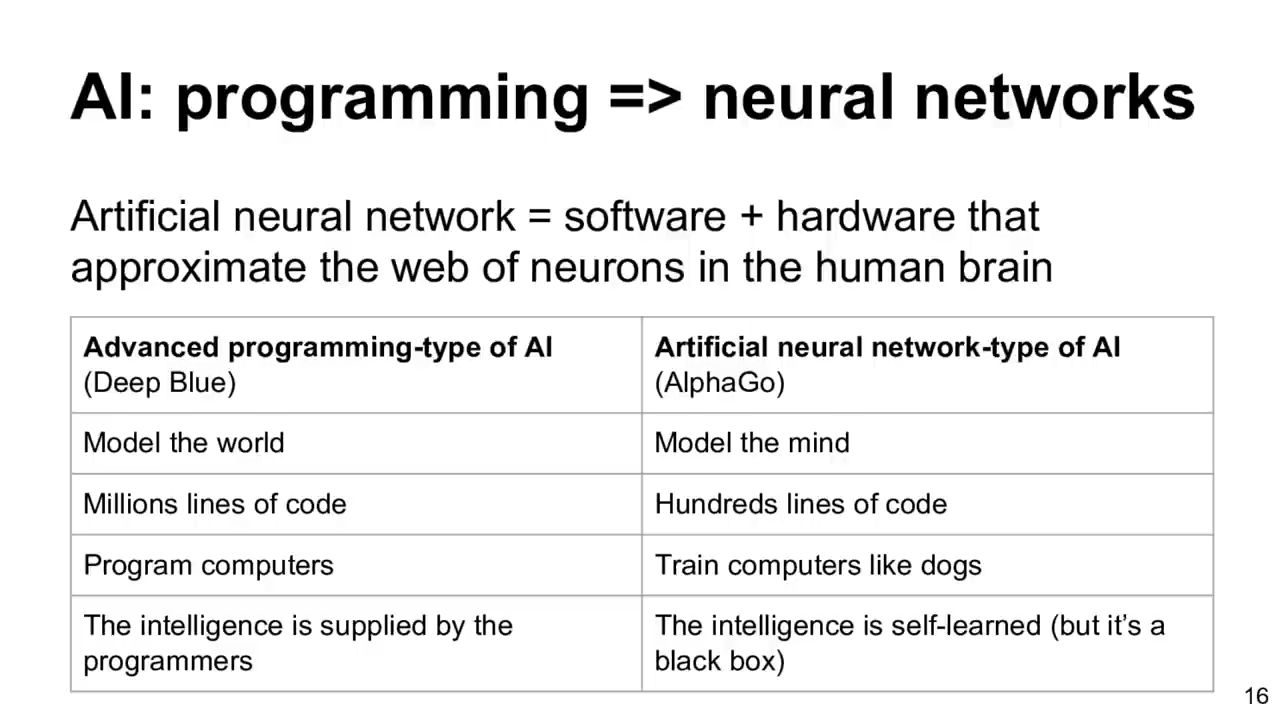 AI: programming => neural networks
Artificial neural network = software + hardware that
approximate the web of neurons in the human brain
Advanced programming-type of AI
(Deep Blue)
Artificial neural network-type of AI
(AlphaGo)
Model the world
Model the mind
Millions lines of code
Hundreds lines of code
Program computers
Train computers like dogs
The intelligence is supplied by the
programmers
The intelligence is self-learned (but it’s a
black box)
16